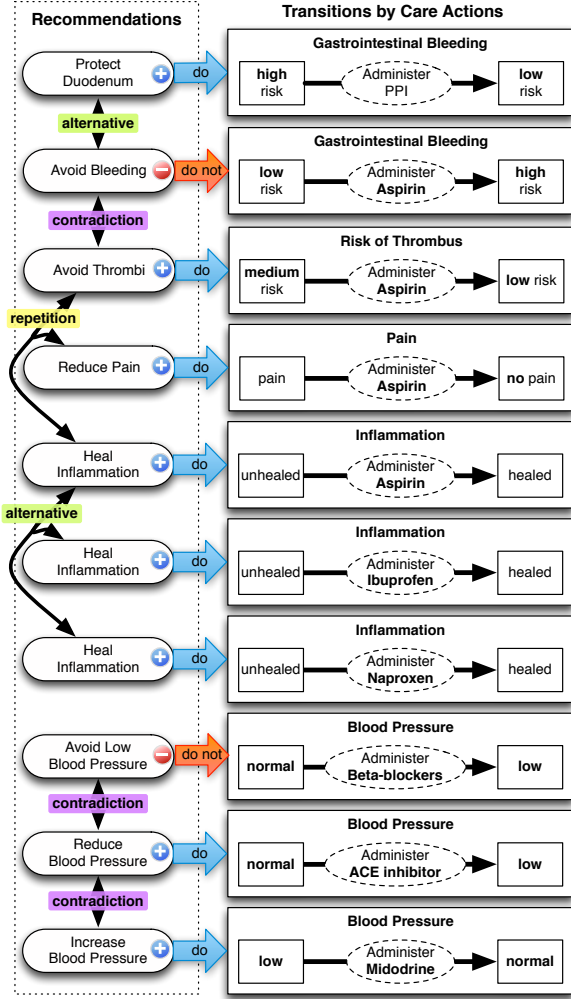 Recommendations
Transitions by Care Actions
Protect
Duodenum
do
Gastrointestinal Bleeding
high
risk
Administer
PPI
low
risk
alternative
Avoid Bleeding
do not
Gastrointestinal Bleeding
low
risk
Administer
Aspirin
high
risk
contradiction
Avoid Thrombi
do
Risk of Thrombus
medium
risk
Administer
Aspirin
low risk
repetition
Reduce Pain
do
Pain
pain
Administer
Aspirin
no pain
Heal
Inflammation
do
Inflammation
unhealed
Administer
Aspirin
healed
alternative
Heal
Inflammation
do
Inflammation
unhealed
Administer
Ibuprofen
healed
Heal
Inflammation
do
Inflammation
unhealed
Administer
Naproxen
healed
Avoid Low
Blood Pressure
do not
Blood Pressure
normal
Administer
Beta-blockers
low
contradiction
Reduce
Blood Pressure
do
Blood Pressure
normal
Administer
ACE inhibitor
low
contradiction
Increase
Blood Pressure
do
Blood Pressure
low
Administer
Midodrine
normal